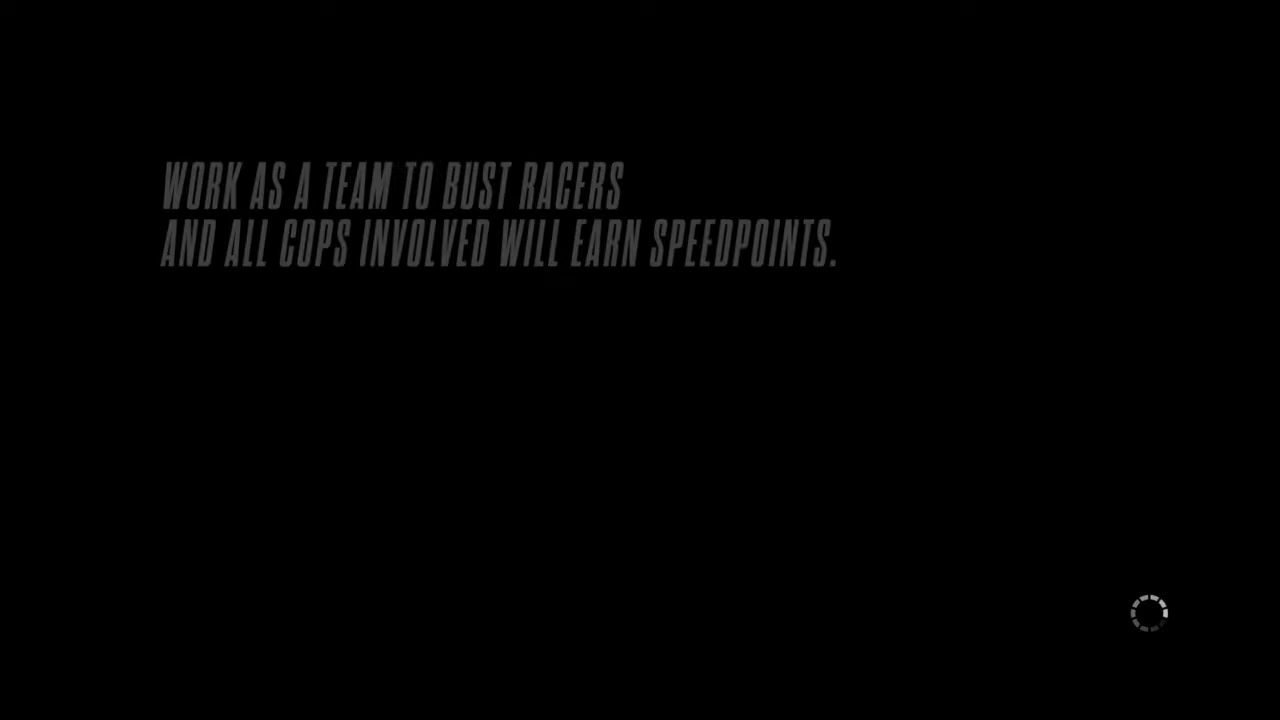 WORK AS A TEAM TO BUST RACERS
AND ALL COPS INVOLVED WILL EARN SPEEDPOINTS.